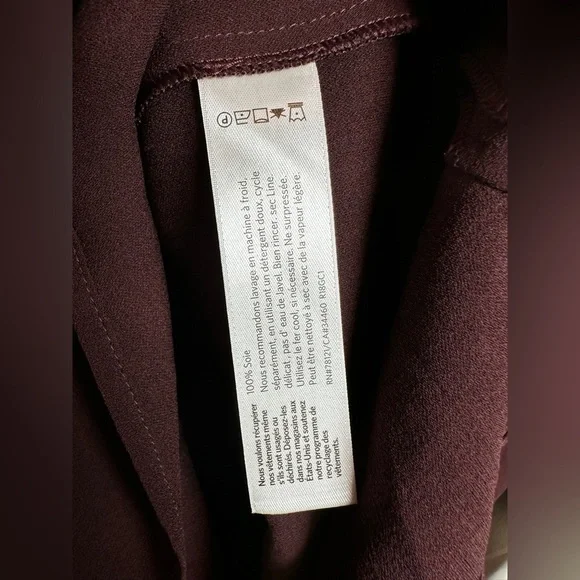 100% Soie
Nous recommandons lavage en machine à froid,
séparément, en utilisant un détergent doux, cycle
délicat, pas d' eau de Javel. Bien rincer. sec Line.
Utilisez le fer cool, si nécessaire. Ne surpressée.
Peut être nettoyé à sec avec de la vapeur légère.
RN#78121/CA#34460 R18GC1
Nous voulons récupérer
nos vêtements même
s'ils sont usagés ou
déchirés. Déposez-les
dans nos magasins aux
États-Unis et soutenez
notre programme de
recyclage des
vêtements.
P